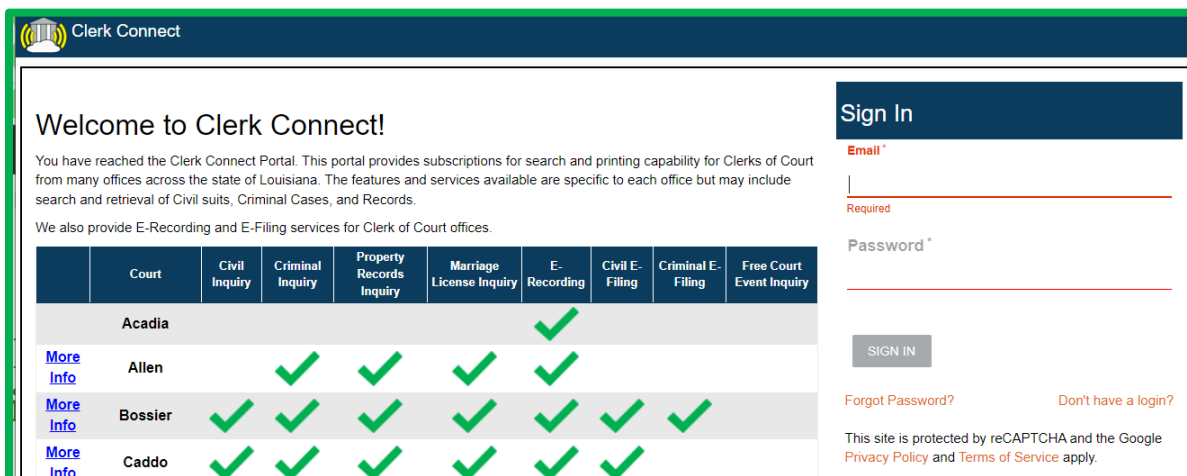 Clerk Connect
Welcome to Clerk Connect!
You have reached the Clerk Connect Portal. This portal provides subscriptions for search and printing capability for Clerks of Court
from many offices across the state of Louisiana. The features and services available are specific to each office but may include
search and retrieval of Civil suits, Criminal Cases, and Records.
We also provide E-Recording and E-Filing services for Clerk of Court offices.
Court
Civil
Inquiry
Criminal
Inquiry
Property
Records
Inquiry
Marriage
License Inquiry
E-
Recording
Civil E-
Filing
Criminal E-
Filing
Free Court
Event Inquiry
Acadia
More
Info
Allen
More
Info
Bossier
More
Info
Caddo
Sign In
Email *
Required
Password *
SIGN IN
Forgot Password? Don't have a login?
This site is protected by reCAPTCHA and the Google
Privacy Policy and Terms of Service apply.